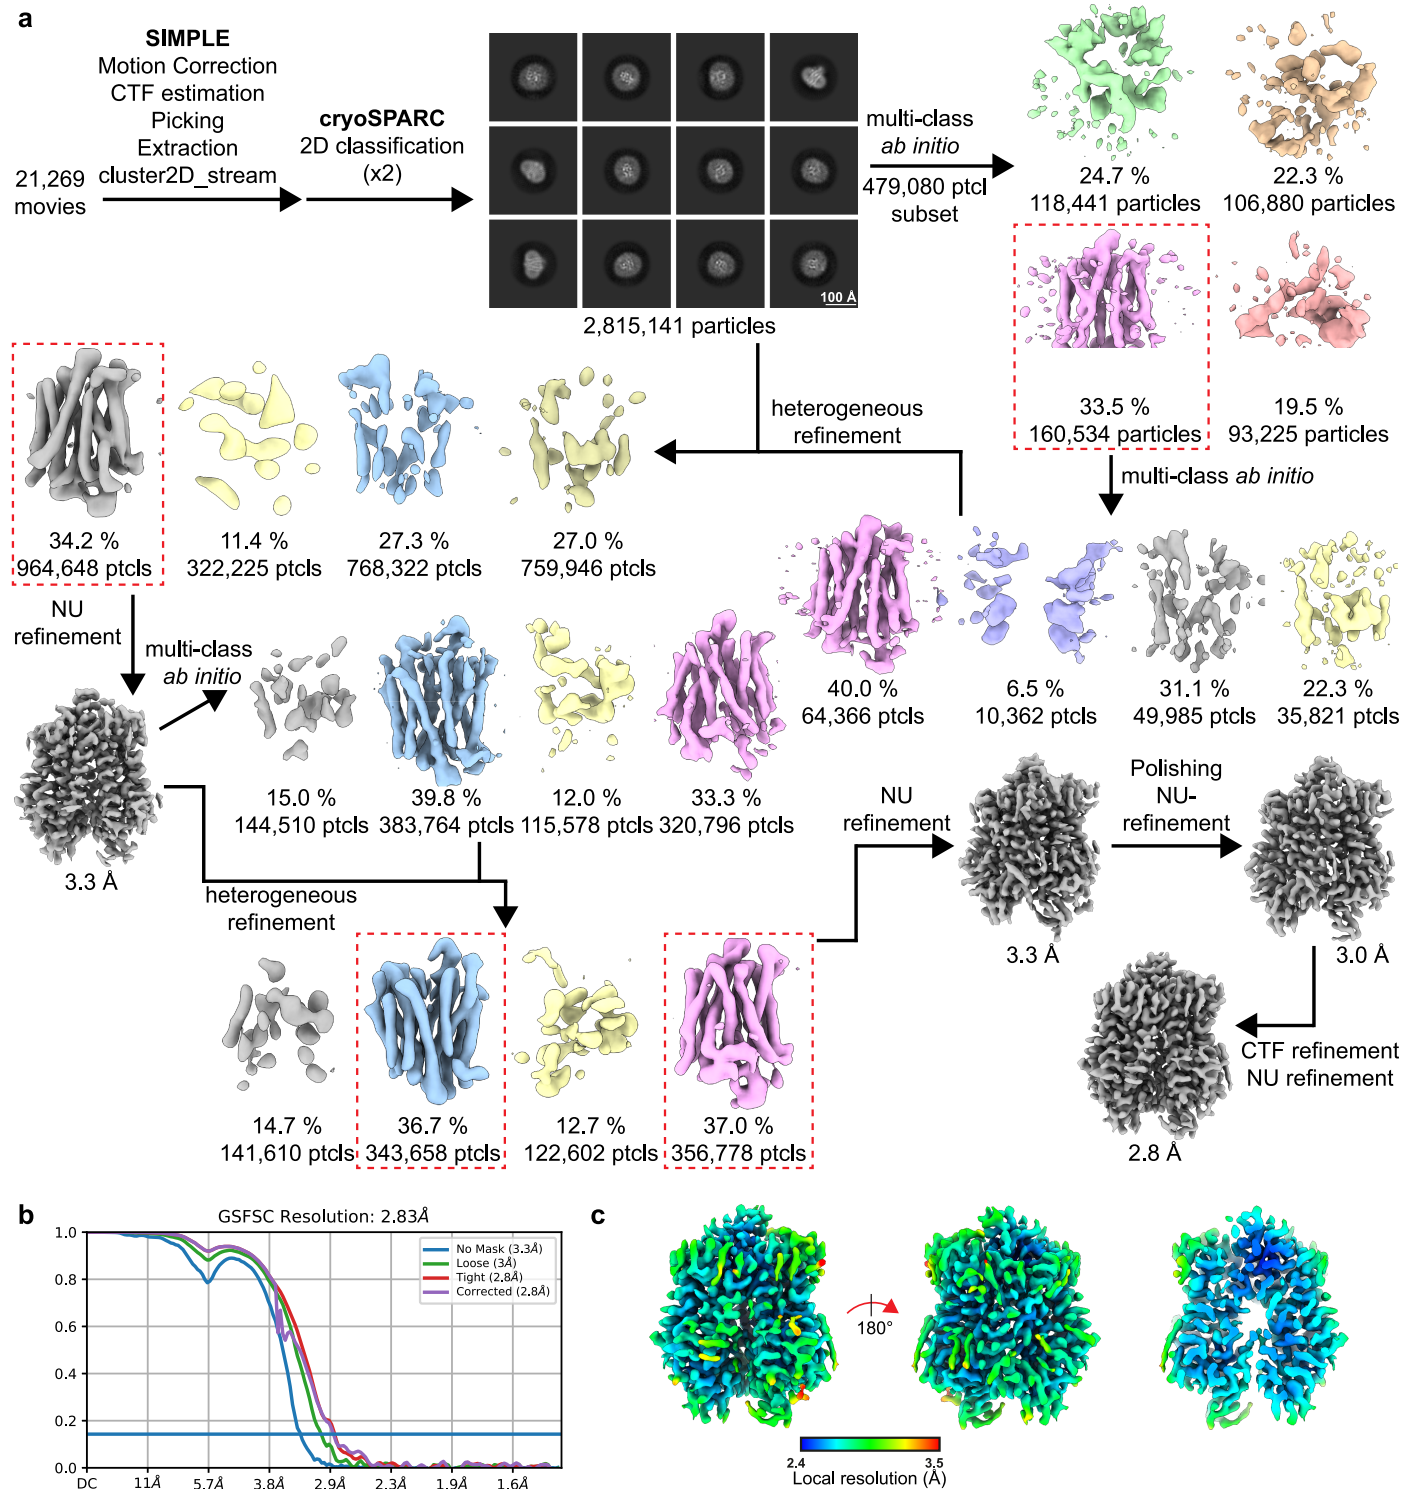 a
SIMPLE
Motion Correction
CTF estimation
Picking
Extraction
cluster2D_stream
21,269
movies
cryoSPARC
2D classification
(x2)
100 Å
2,815,141 particles
multi-class
ab initio
479,080 ptcl
subset
24.7 %
118,441 particles
22.3 %
106,880 particles
33.5 %
160,534 particles
19.5 %
93,225 particles
multi-class ab initio
heterogeneous
refinement
34.2 %
964,648 ptcls
11.4 %
322,225 ptcls
27.3 %
768,322 ptcls
27.0 %
759,946 ptcls
40.0 %
64,366 ptcls
6.5 %
10,362 ptcls
31.1 %
49,985 ptcls
22.3 %
35,821 ptcls
NU
refinement
multi-class
ab initio
3.3 Å
15.0 %
144,510 ptcls
39.8 %
383,764 ptcls
12.0 %
115,578 ptcls
33.3 %
320,796 ptcls
heterogeneous
refinement
14.7 %
141,610 ptcls
36.7 %
343,658 ptcls
12.7 %
122,602 ptcls
37.0 %
356,778 ptcls
NU
refinement
3.3 Å
Polishing
NU-
refinement
3.0 Å
CTF refinement
NU refinement
2.8 Å
b
GSFSC Resolution: 2.83Å
1.0
0.8
0.6
0.4
0.2
0.0
DC
11Å
5.7Å
3.8Å
2.9Å
2.3Å
1.9Å
1.6Å
No Mask (3.3Å)
Loose (3Å)
Tight (2.8Å)
Corrected (2.8Å)
c
180°
2.4
3.5
Local resolution (Å)